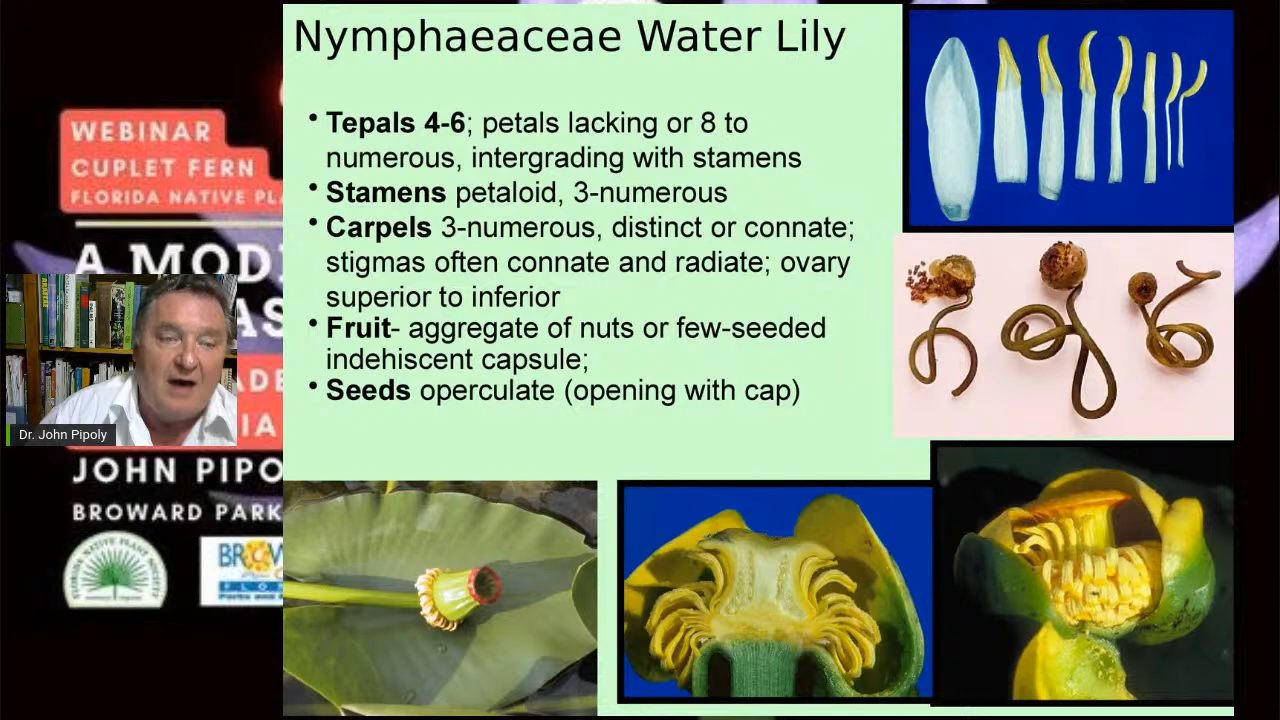 Nymphaeaceae Water Lily
• Tepals 4-6; petals lacking or 8 to
numerous, intergrading with stamens
• Stamens petaloid, 3-numerous
• Carpels 3-numerous, distinct or connate;
stigmas often connate and radiate; ovary
superior to inferior
• Fruit- aggregate of nuts or few-seeded
indehiscent capsule;
• Seeds operculate (opening with cap)
WEBINAR
CUPLET FERN
FLORIDA NATIVE PLA
A MOD
AS
ADE
IA
Dr. John Pipoly
JOHN PIPO
BROWARD PARK